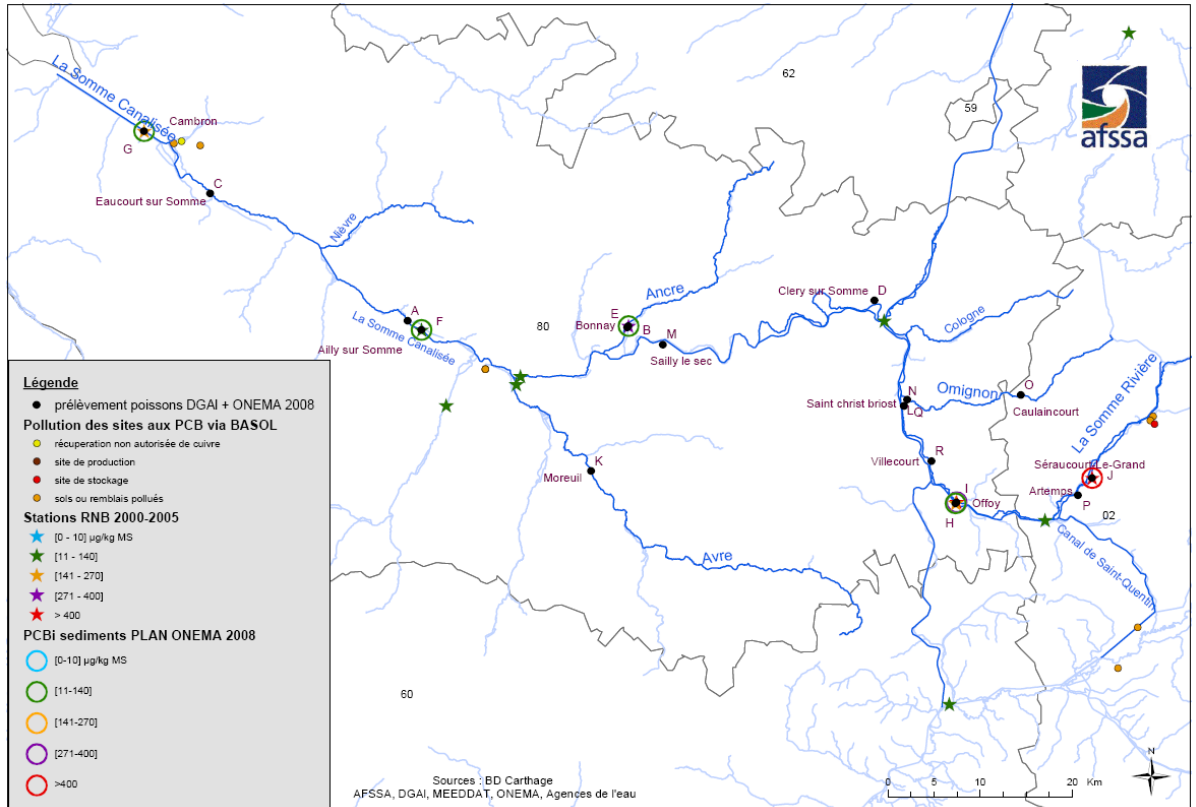 La Somme Canalisée
Cambron
G
C
Eaucourt sur Somme
Nièvre
62
59
afssa
Clery sur Somme
D
Ancre
E
Bonnay
B
M
80
Sailly le sec
Cologne
A
F
La Somme Canalisée
Ailly sur Somme
Omignon
O
Caulaincourt
N
Saint christ briost
LQ
La Somme Rivière
Villecourt
R
Séraucourt-Le-Grand
J
Artemps
P
02
I
Offoy
H
Canal de Saint-Quentin
K
Moreuil
Avre
60
Légende
prélèvement poissons DGAI + ONEMA 2008
Pollution des sites aux PCB via BASOL
récuperation non autorisée de cuivre
site de production
site de stockage
sols ou remblais pollués
Stations RNB 2000-2005
[0 - 10] µg/kg MS
[11 - 140]
[141 - 270]
[271 - 400]
> 400
PCBi sediments PLAN ONEMA 2008
[0-10] µg/kg MS
[11-140]
[141-270]
[271-400]
>400
Sources : BD Carthage
AFSSA, DGAI, MEEDDAT, ONEMA, Agences de l'eau
0 5 10 20 Km
N